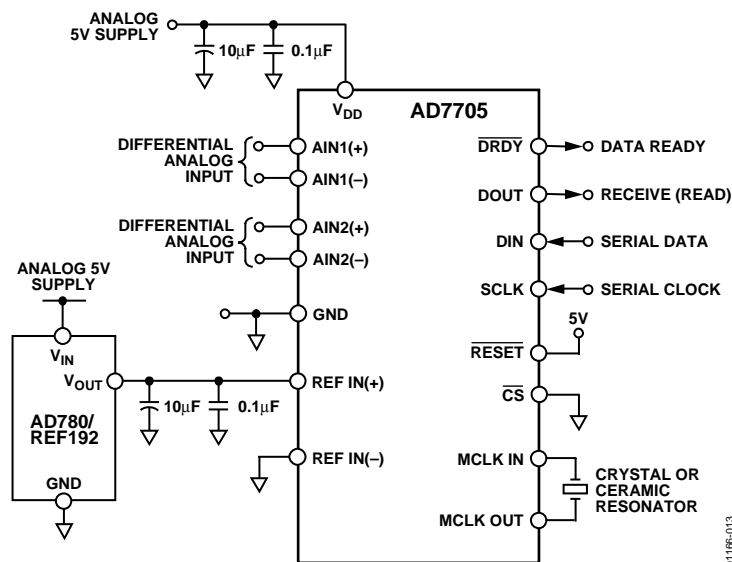 ANALOG
5V SUPPLY
10µF
0.1µF
VDD
AD7705
DIFFERENTIAL
ANALOG
INPUT
AIN1(+)
AIN1(–)
DIFFERENTIAL
ANALOG
INPUT
AIN2(+)
AIN2(–)
DRDY
DATA READY
DOUT
RECEIVE (READ)
DIN
SERIAL DATA
SCLK
SERIAL CLOCK
ANALOG 5V
SUPPLY
GND
5V
RESET
VIN
VOUT
10µF
0.1µF
REF IN(+)
CS
AD780/
REF192
GND
REF IN(–)
MCLK IN
MCLK OUT
CRYSTAL OR
CERAMIC
RESONATOR
01166-013